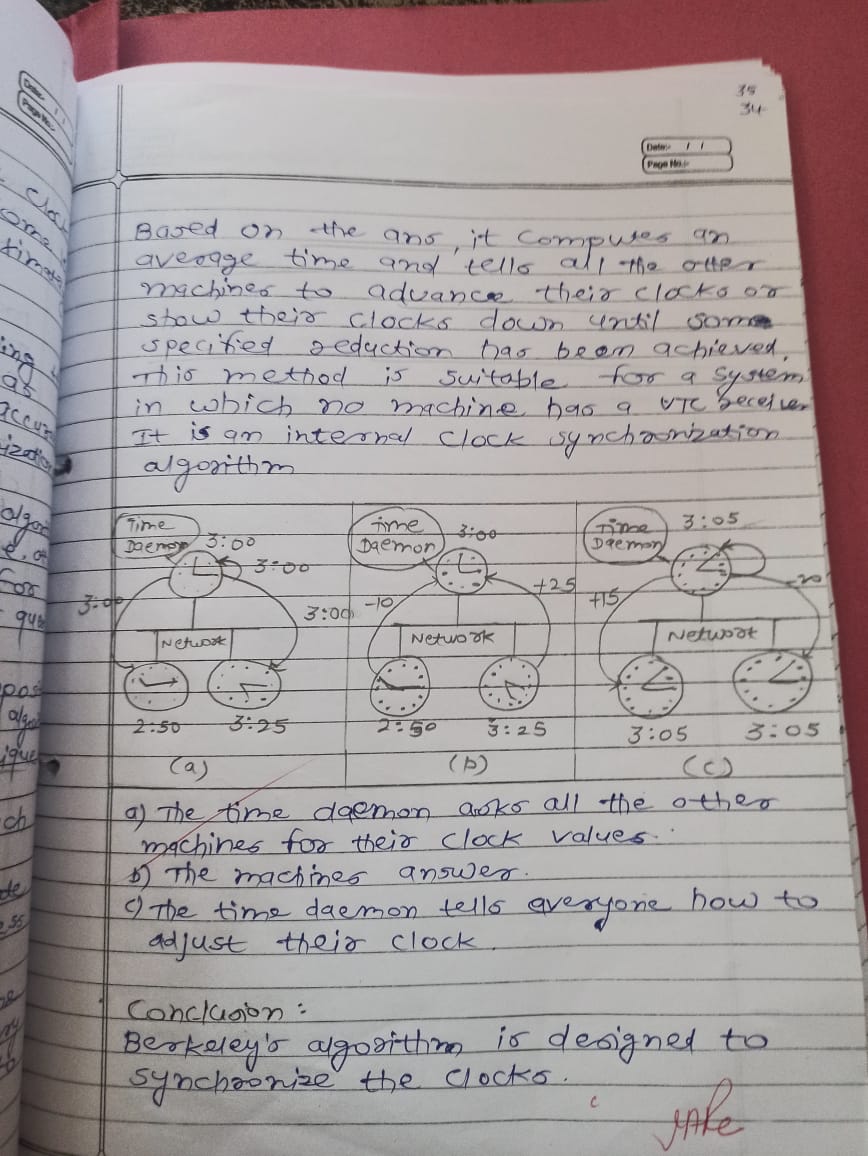 35
34
Date:- / /
Page No.:-
Based on the ans, it computes an
average time and tells all the otter
machines to advance their clocks or
show their clocks down until some
specified reduction has been achieved.
This method is suitable for a system
in which no machine has a UTC receiver
It is an internal clock synchronization
algorithm
Time
Daemon
3:00
3:00
3:00
3:00
Network
2:50
3:25
(a)
Time
Daemon
3:00
-10
+25
Network
2:50
3:25
(b)
Time
Daemon
3:05
+15
-20
Network
3:05
3:05
(c)
a) The time daemon asks all the other
machines for their clock values.
b) The machines answer.
c) The time daemon tells everyone how to
adjust their clock.
Conclusion :
Berkeley's algorithm is designed to
synchronize the clocks.